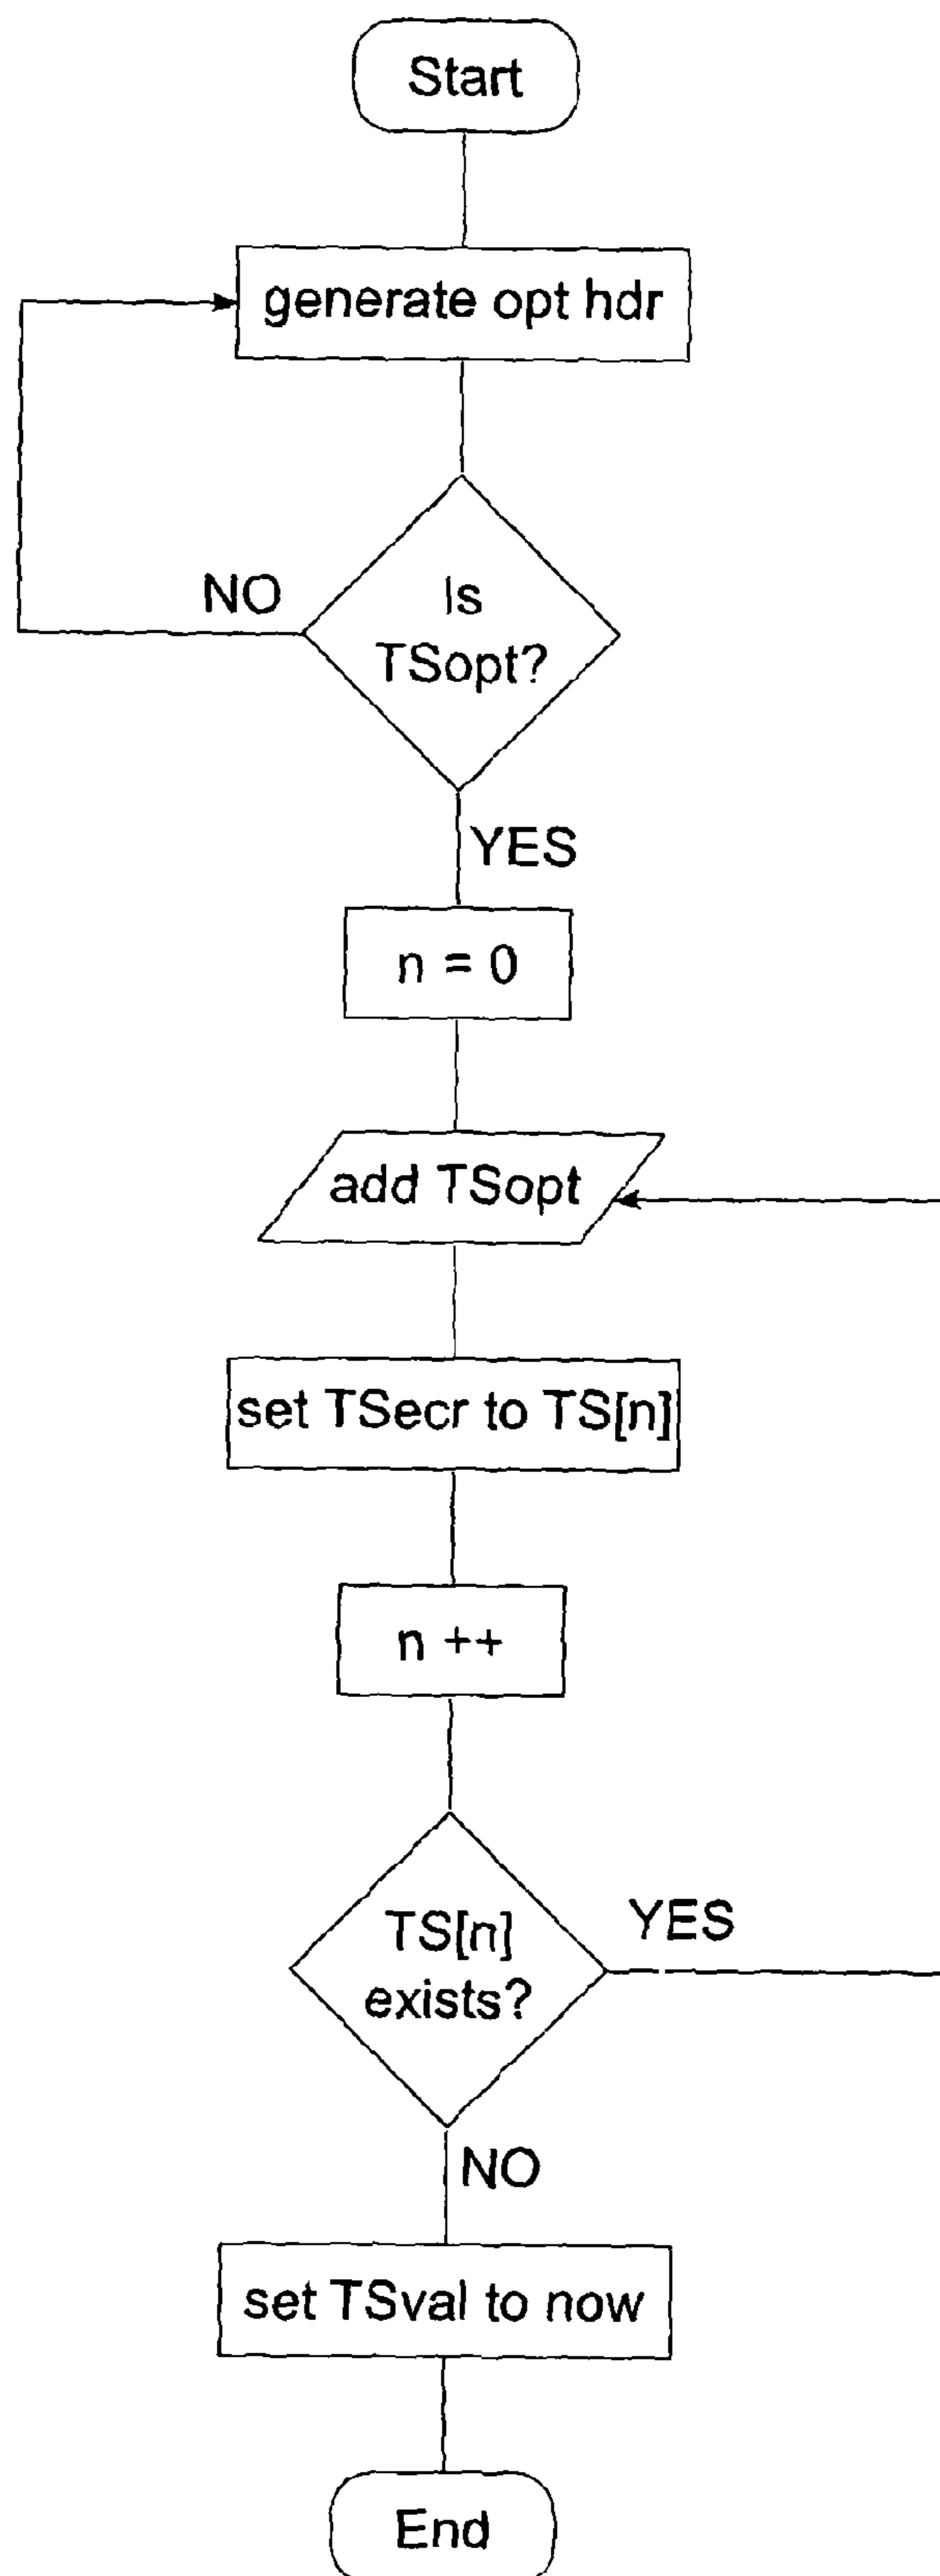 Start
generate opt hdr
NO
Is
TSopt?
YES
n = 0
add TSopt
set TSecr to TS[n]
n ++
TS[n]
exists?
YES
NO
set TSval to now
End